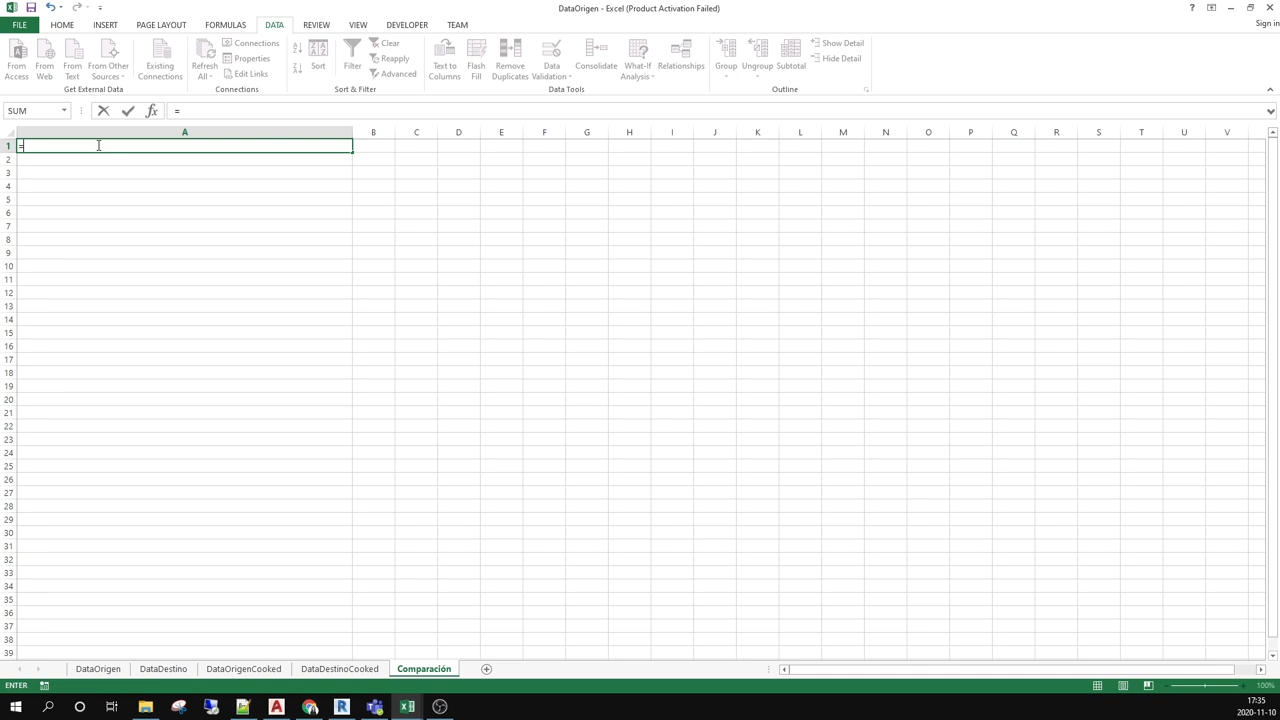 DataOrigen - Excel (Product Activation Failed)
?
FILE HOME INSERT PAGE LAYOUT FORMULAS DATA REVIEW VIEW DEVELOPER TEAM Sign in
From Access
From Web
From Text
From Other Sources
Existing Connections
Get External Data
Refresh All
Connections
Properties
Edit Links
Connections
Sort
Filter
Clear
Reapply
Advanced
Sort & Filter
Text to Columns
Flash Fill
Remove Duplicates
Data Validation
Consolidate
What-If Analysis
Relationships
Data Tools
Group
Ungroup
Subtotal
Show Detail
Hide Detail
Outline
SUM fx =
A B C D E F G H I J K L M N O P Q R S T U V
1 =
2
3
4
5
6
7
8
9
10
11
12
13
14
15
16
17
18
19
20
21
22
23
24
25
26
27
28
29
30
31
32
33
34
35
36
37
38
39
DataOrigen DataDestino DataOrigenCooked DataDestinoCooked Comparación
ENTER 100%
17:35
2020-11-10